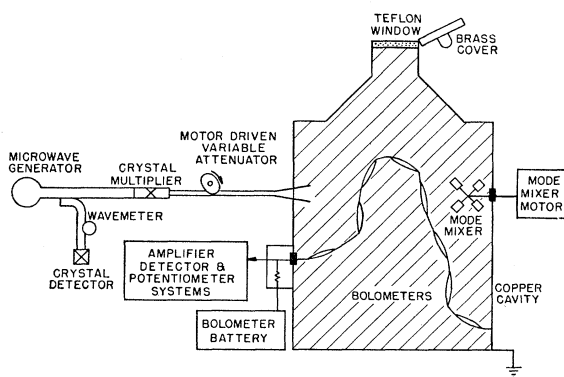 TEFLON
WINDOW
BRASS
COVER
MOTOR DRIVEN
VARIABLE
ATTENUATOR
MICROWAVE
GENERATOR
CRYSTAL
MULTIPLIER
WAVEMETER
CRYSTAL
DETECTOR
MODE
MIXER
MODE
MIXER
MOTOR
AMPLIFIER
DETECTOR &
POTENTIOMETER
SYSTEMS
BOLOMETERS
COPPER
CAVITY
BOLOMETER
BATTERY